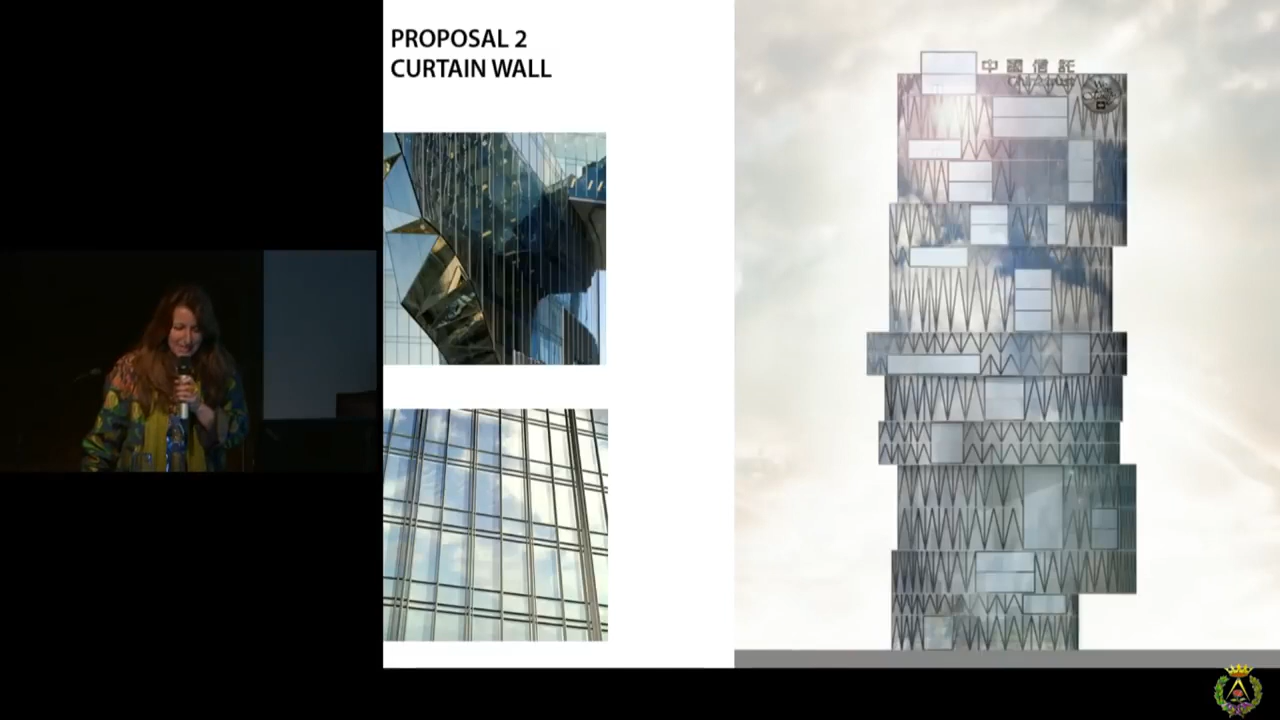 PROPOSAL 2
CURTAIN WALL
中國信託